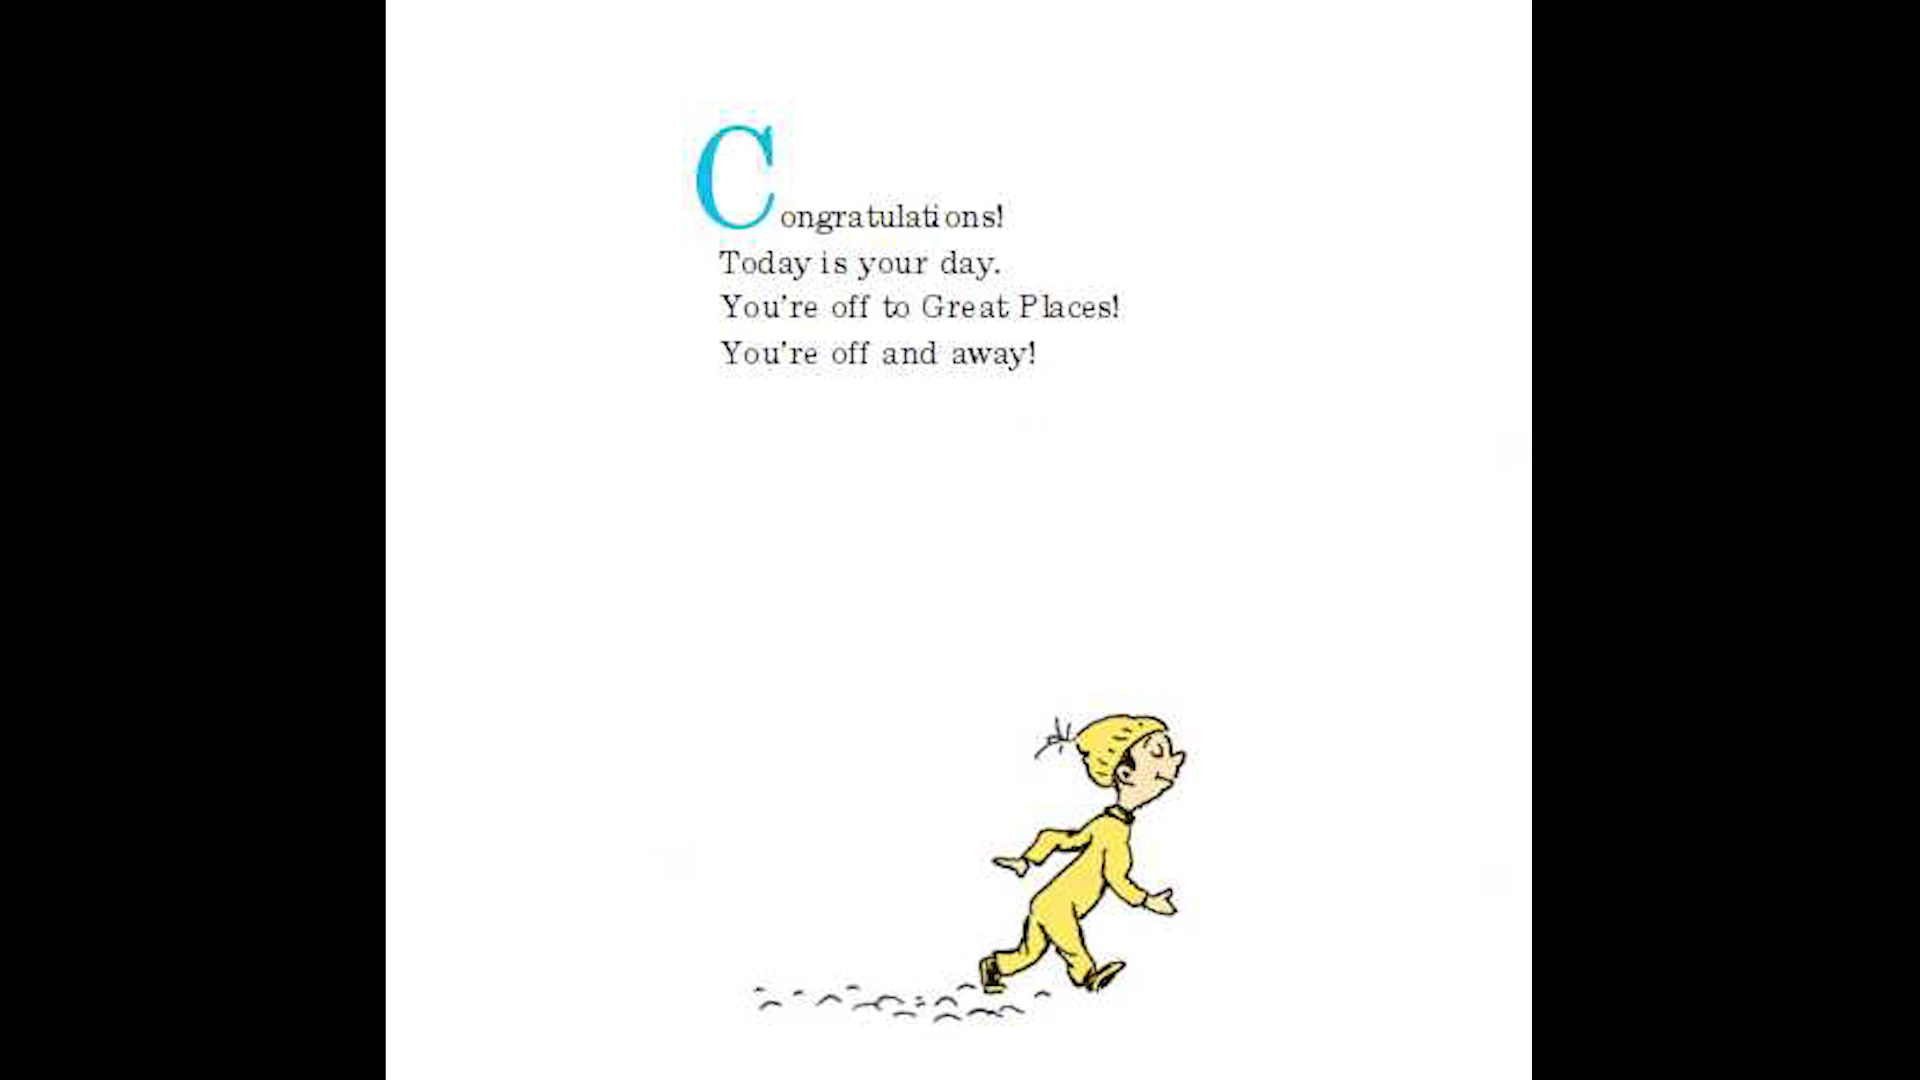 Congratulations!
Today is your day.
You're off to Great Places!
You're off and away!